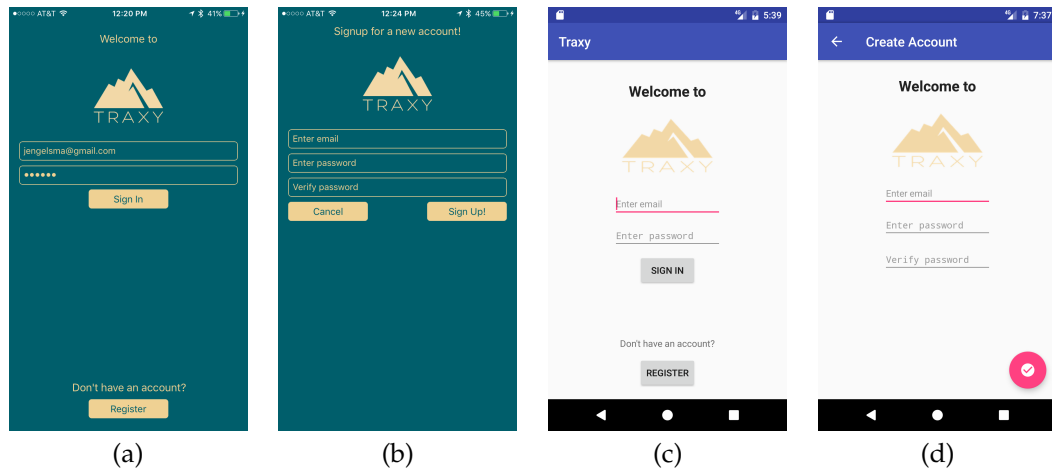 ●○○○○ AT&T 12:20 PM 41%
Welcome to
TRAXY
jengelsma@gmail.com
●●●●●●
Sign In
Don't have an account?
Register
(a)
●○○○○ AT&T 12:24 PM 45%
Signup for a new account!
TRAXY
Enter email
Enter password
Verify password
Cancel Sign Up!
(b)
4G 5:39
Traxy
Welcome to
TRAXY
Enter email
Enter password
SIGN IN
Don't have an account?
REGISTER
(c)
4G 7:37
Create Account
Welcome to
TRAXY
Enter email
Enter password
Verify password
(d)